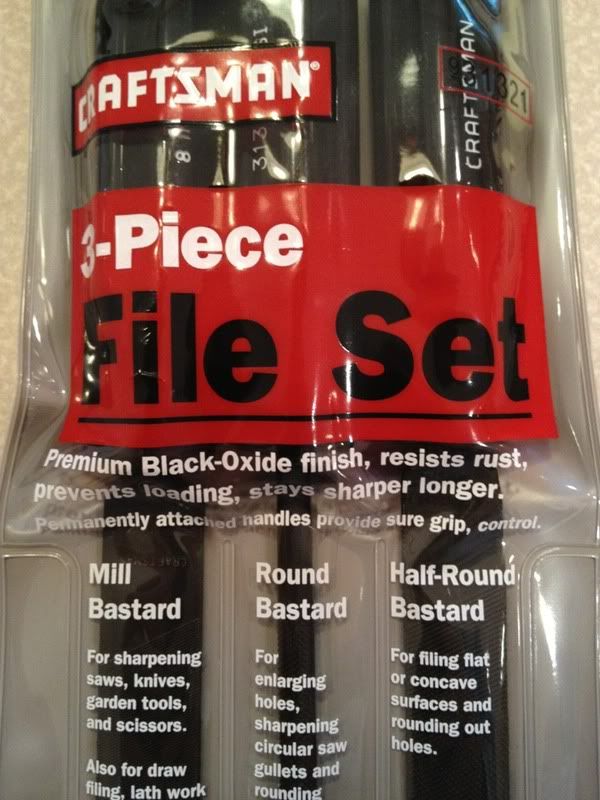 CRAFTSMAN®
CRAFTSMAN
3-Piece
File Set
Premium Black-Oxide finish, resists rust,
prevents loading, stays sharper longer.
Permanently attached handles provide sure grip, control.
Mill
Bastard
For sharpening
saws, knives,
garden tools,
and scissors.
Also for draw
filing, lath work
Round
Bastard
For
enlarging
holes,
sharpening
circular saw
gullets and
rounding
Half-Round
Bastard
For filing flat
or concave
surfaces and
rounding out
holes.